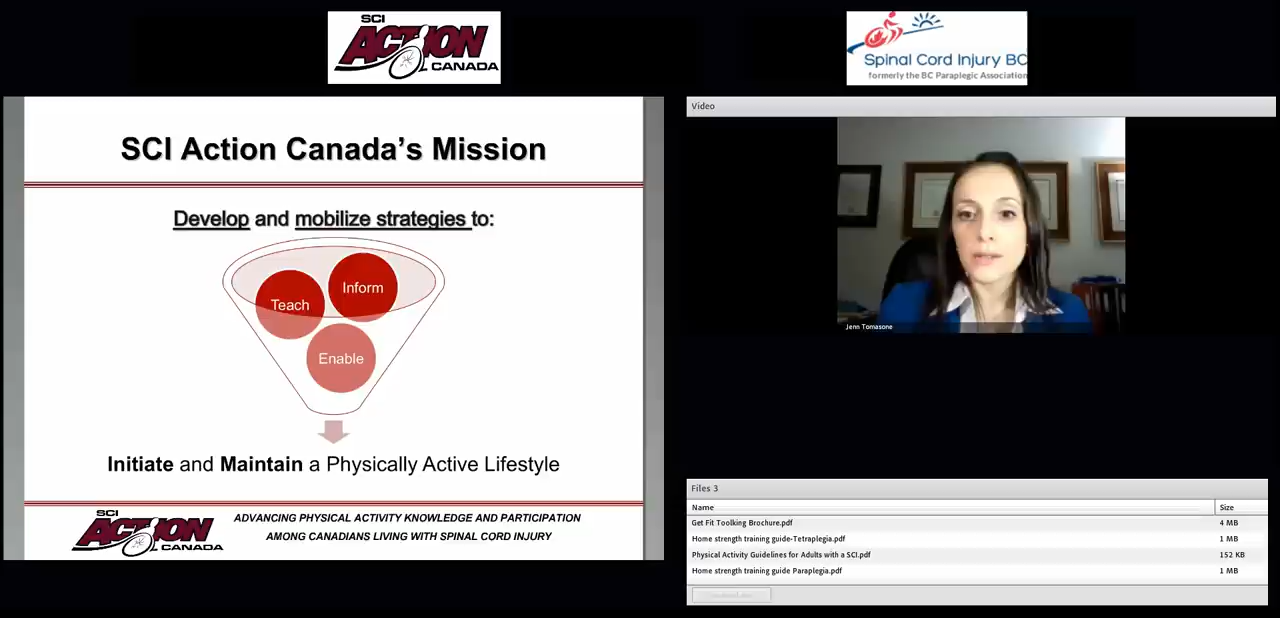 SCI
ACTION
CANADA
Spinal Cord Injury BC
formerly the BC Paraplegic Association
SCI Action Canada's Mission
Develop and mobilize strategies to:
Teach
Inform
Enable
Initiate and Maintain a Physically Active Lifestyle
SCI
ACTION
CANADA
ADVANCING PHYSICAL ACTIVITY KNOWLEDGE AND PARTICIPATION
AMONG CANADIANS LIVING WITH SPINAL CORD INJURY
Video
Jenn Tomasone
Files 3
Name Size
Get Fit Toolking Brochure.pdf 4 MB
Home strength training guide-Tetraplegia.pdf 1 MB
Physical Activity Guidelines for Adults with a SCI.pdf 152 KB
Home strength training guide Paraplegia.pdf 1 MB